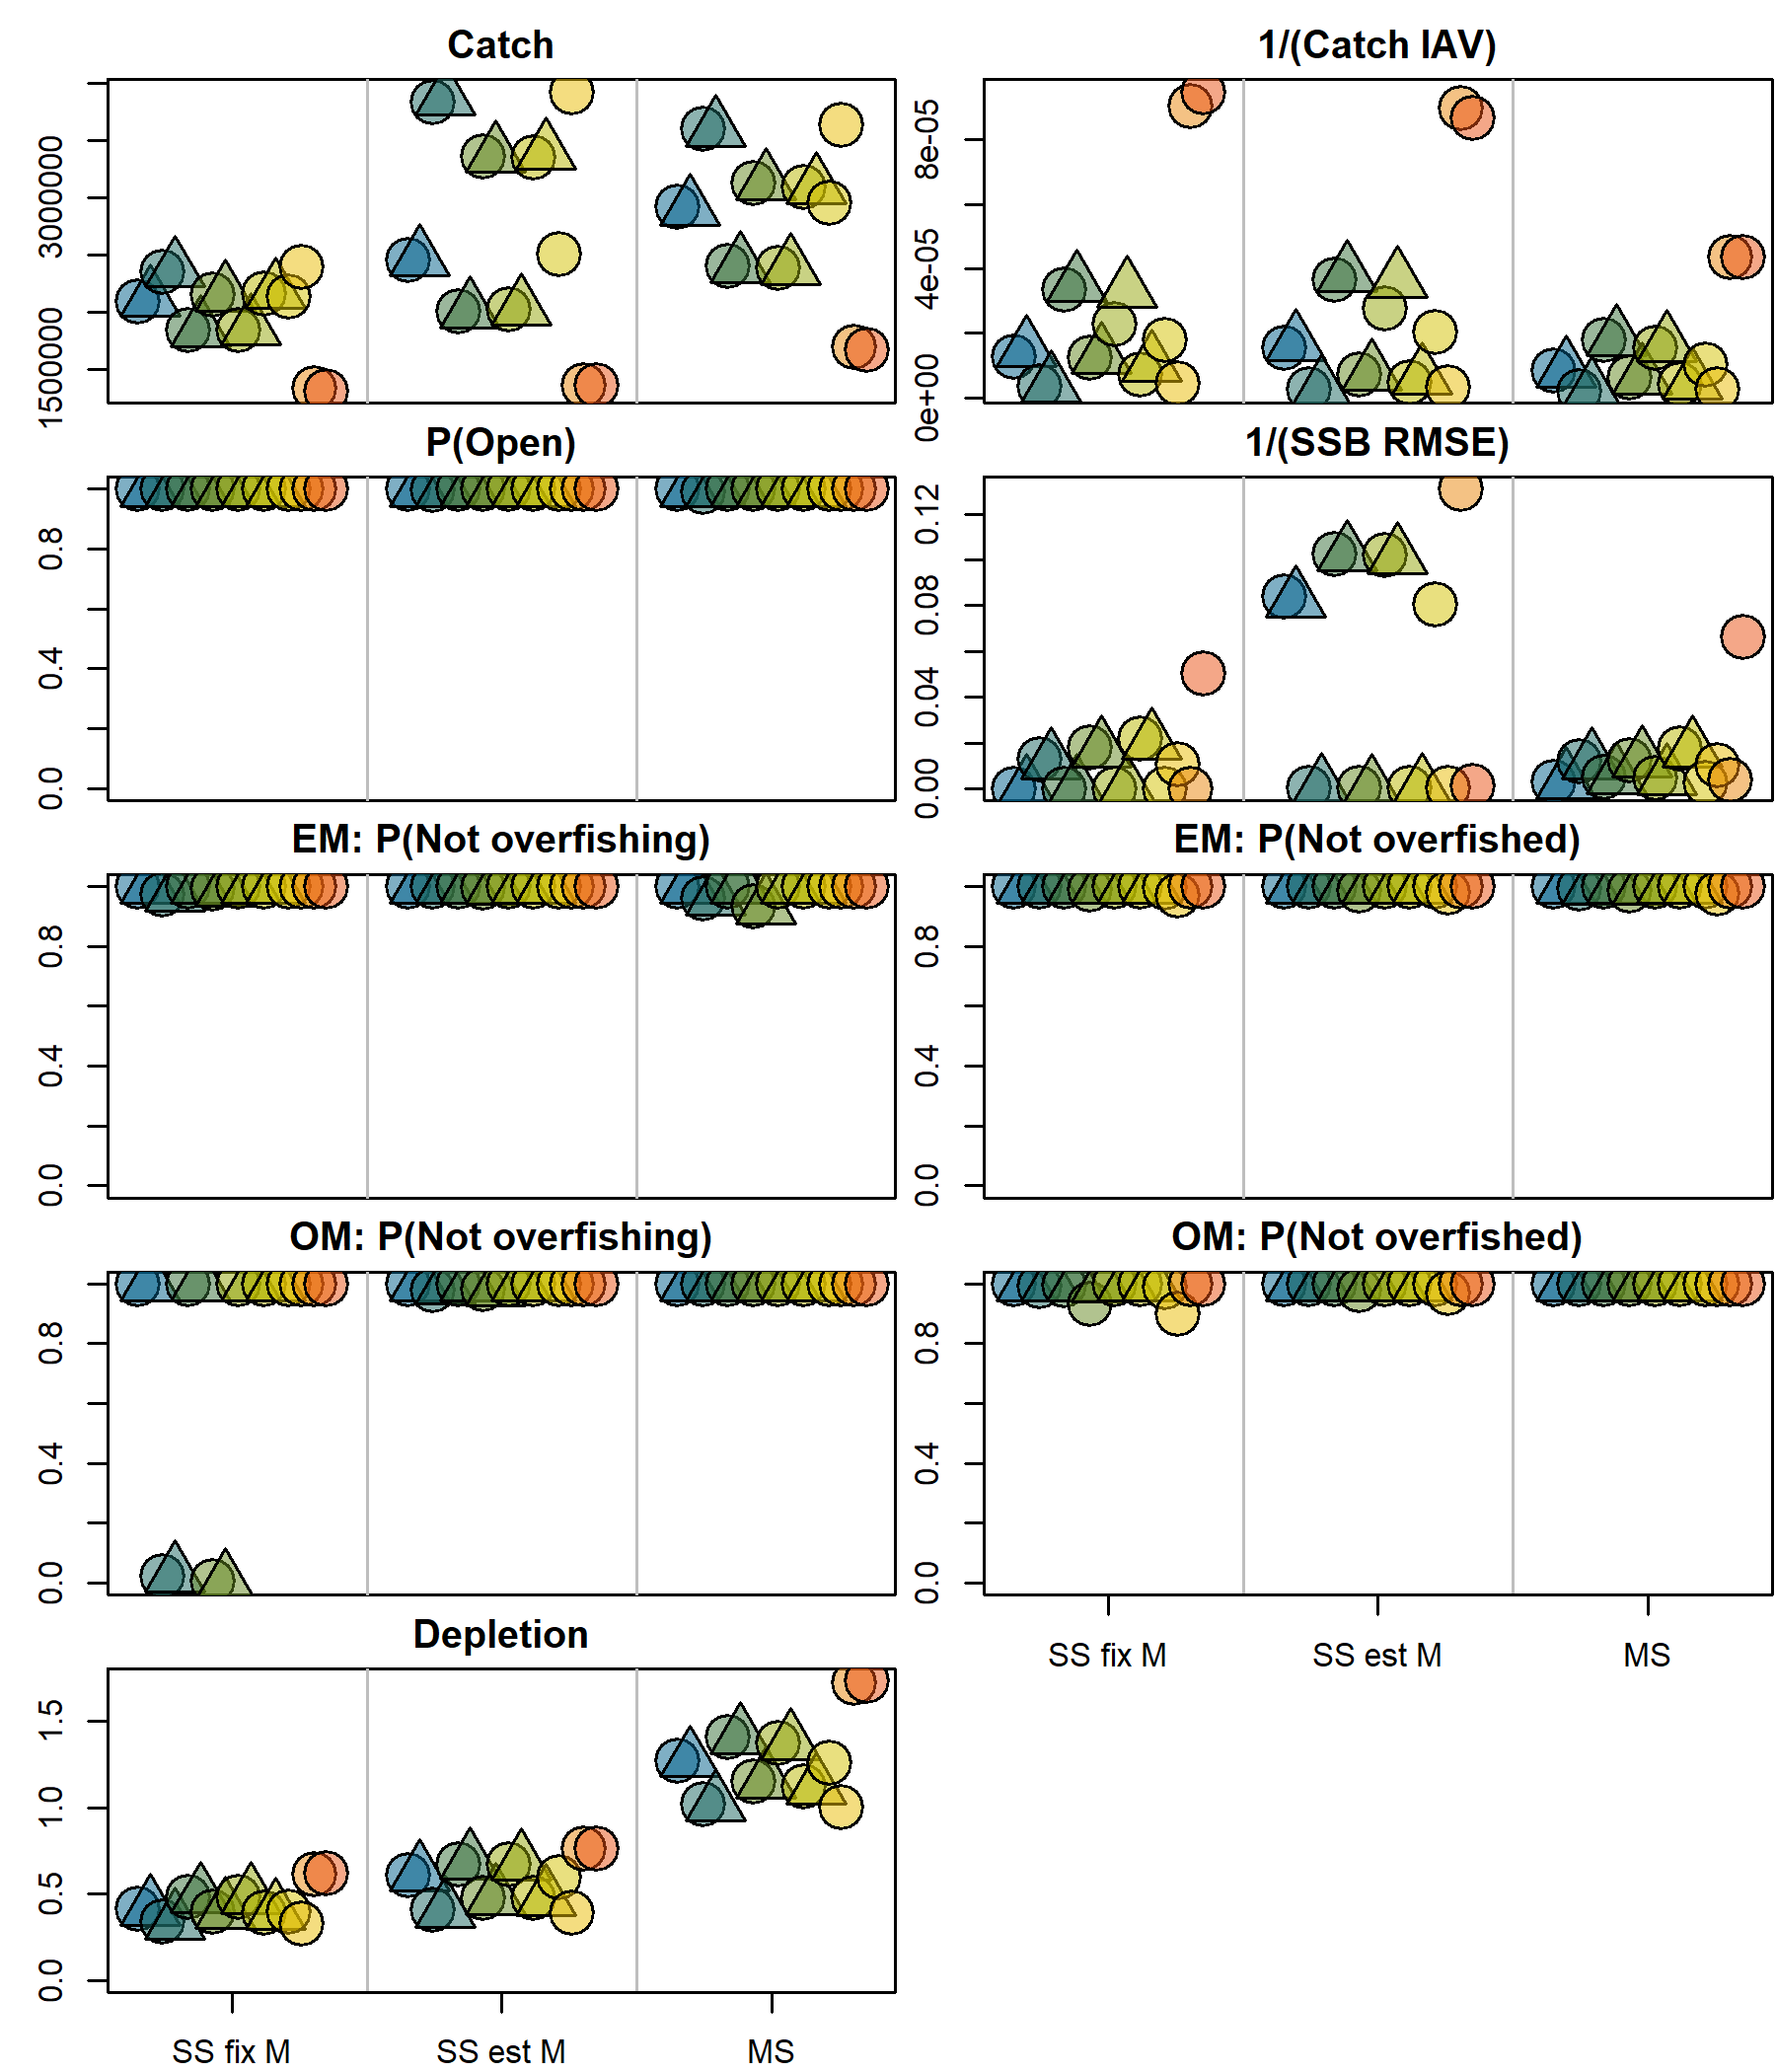 Catch
1/(Catch IAV)
1500000 3000000
0e+00 4e-05 8e-05
P(Open)
1/(SSB RMSE)
0.0 0.4 0.8
0.00 0.04 0.08 0.12
EM: P(Not overfishing)
EM: P(Not overfished)
0.0 0.4 0.8
0.0 0.4 0.8
OM: P(Not overfishing)
OM: P(Not overfished)
0.0 0.4 0.8
0.0 0.4 0.8
SS fix M SS est M MS
Depletion
0.0 0.5 1.0 1.5
SS fix M SS est M MS